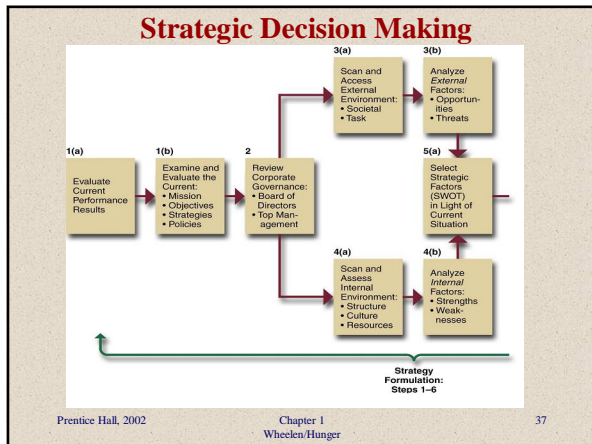 Strategic Decision Making
1(a)
Evaluate
Current
Performance
Results
1(b)
Examine and
Evaluate the
Current:
• Mission
• Objectives
• Strategies
• Policies
2
Review
Corporate
Governance:
• Board of
Directors
• Top Man-
agement
3(a)
Scan and
Access
External
Environment:
• Societal
• Task
3(b)
Analyze
External
Factors:
• Opportun-
ities
• Threats
4(a)
Scan and
Assess
Internal
Environment:
• Structure
• Culture
• Resources
4(b)
Analyze
Internal
Factors:
• Strengths
• Weak-
nesses
5(a)
Select
Strategic
Factors
(SWOT)
in Light of
Current
Situation
Strategy
Formulation:
Steps 1–6
Prentice Hall, 2002
Chapter 1
Wheelen/Hunger
37